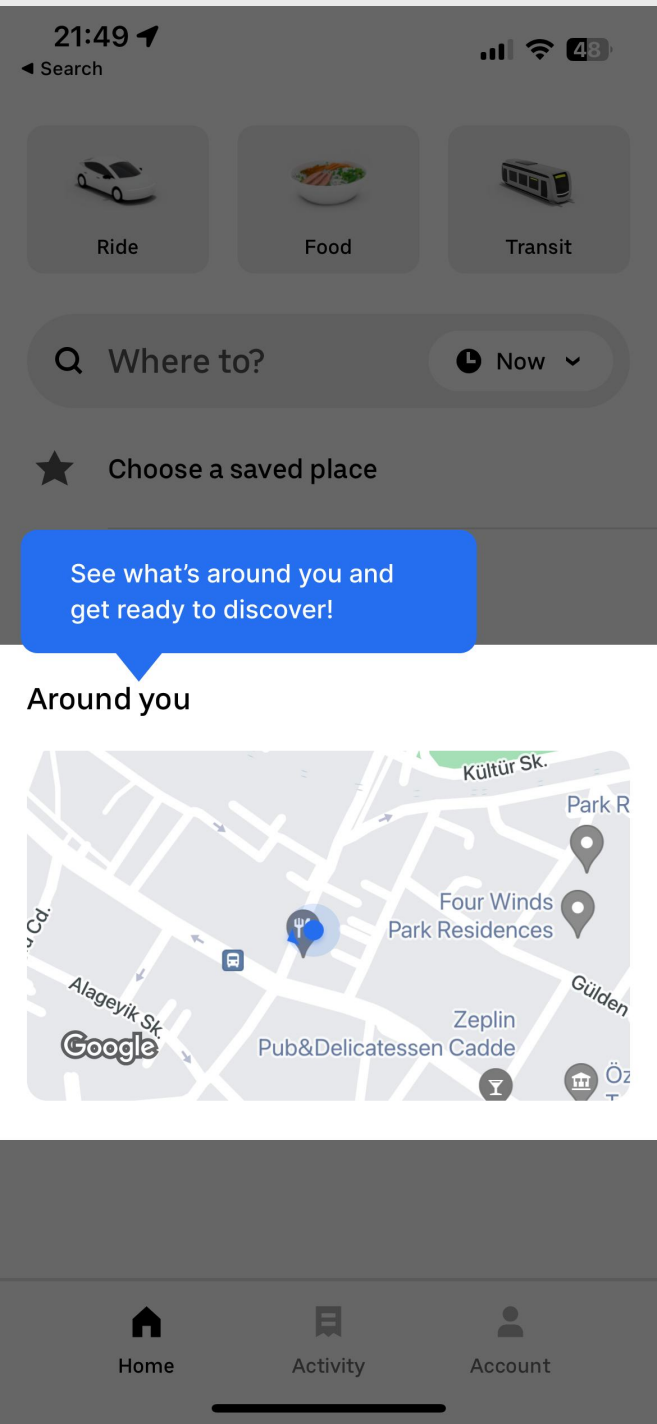 21:49
48
Search
Ride
Food
Transit
Where to?
Now
Choose a saved place
See what's around you and
get ready to discover!
Around you
Kültür Sk.
Park R
Four Winds
Park Residences
Cd.
Gülden
Alageyik Sk.
Zeplin
Pub&Delicatessen Cadde
Google
Öz
Home
Activity
Account